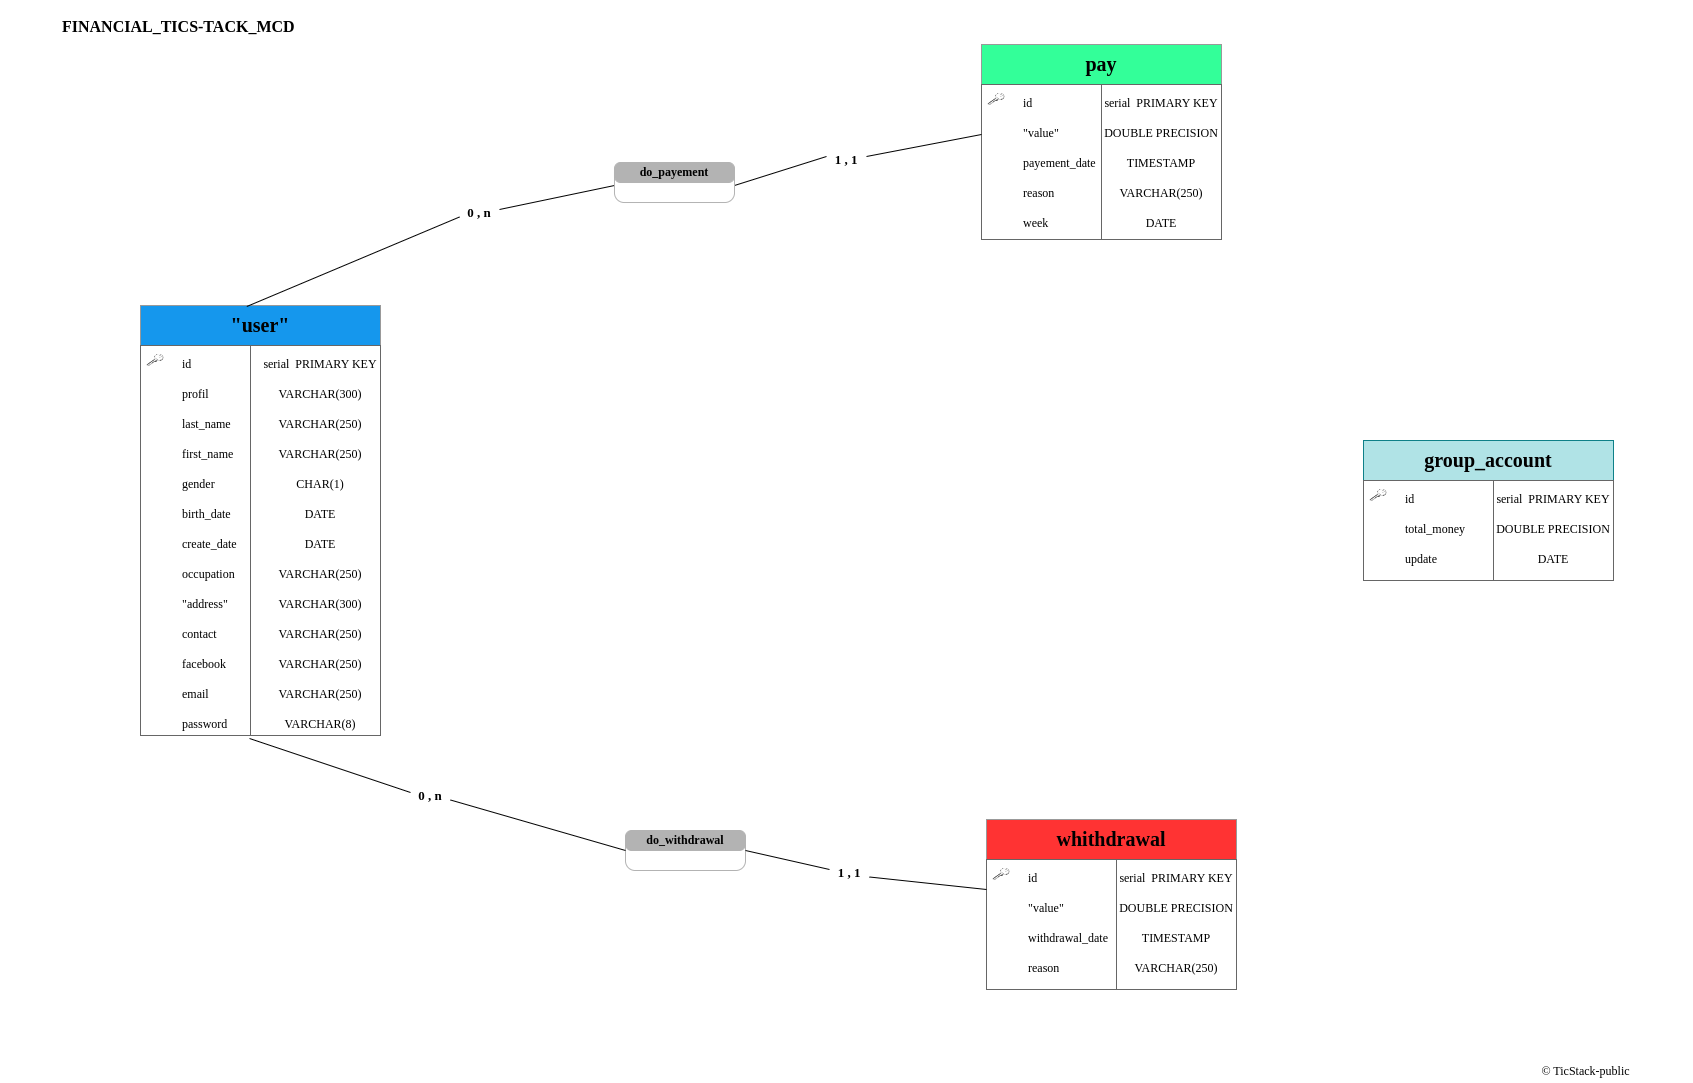 FINANCIAL_TICS-TACK_MCD
pay
id serial PRIMARY KEY
"value" DOUBLE PRECISION
payement_date TIMESTAMP
reason VARCHAR(250)
week DATE
1 , 1
do_payement
0 , n
"user"
id serial PRIMARY KEY
profil VARCHAR(300)
last_name VARCHAR(250)
first_name VARCHAR(250)
gender CHAR(1)
birth_date DATE
create_date DATE
occupation VARCHAR(250)
"address" VARCHAR(300)
contact VARCHAR(250)
facebook VARCHAR(250)
email VARCHAR(250)
password VARCHAR(8)
group_account
id serial PRIMARY KEY
total_money DOUBLE PRECISION
update DATE
0 , n
do_withdrawal
1 , 1
whithdrawal
id serial PRIMARY KEY
"value" DOUBLE PRECISION
withdrawal_date TIMESTAMP
reason VARCHAR(250)
© TicStack-public